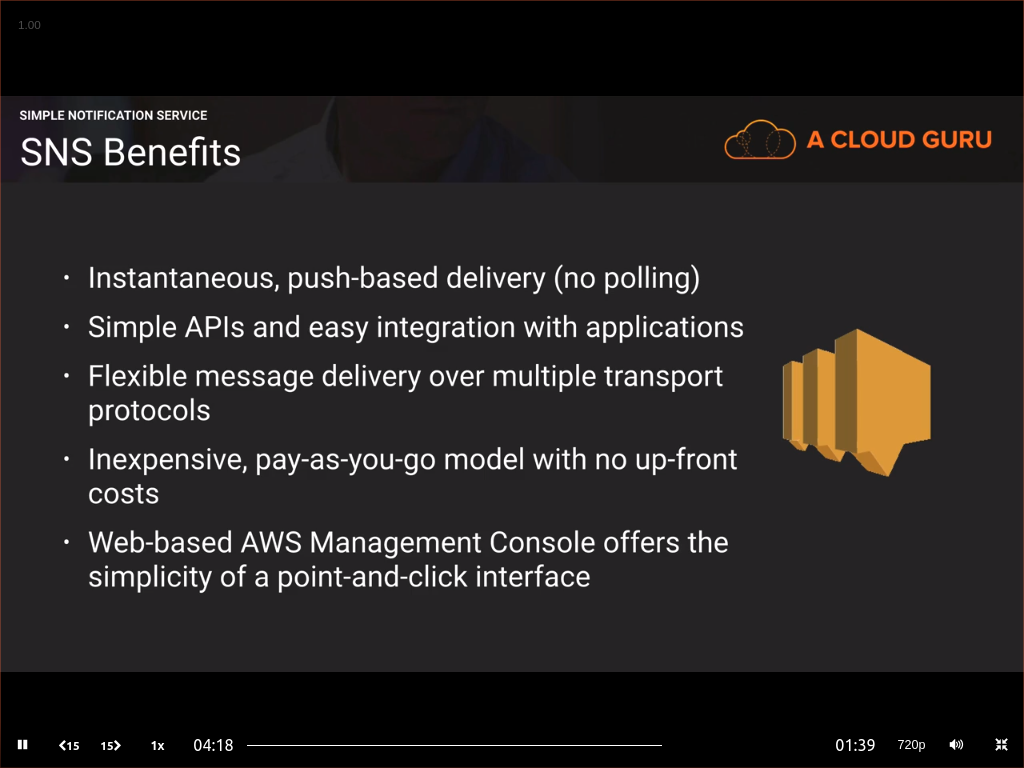 1.00
SIMPLE NOTIFICATION SERVICE
SNS Benefits
A CLOUD GURU
• Instantaneous, push-based delivery (no polling)
• Simple APIs and easy integration with applications
• Flexible message delivery over multiple transport
protocols
• Inexpensive, pay-as-you-go model with no up-front
costs
• Web-based AWS Management Console offers the
simplicity of a point-and-click interface
15 15 1x 04:18 01:39 720p